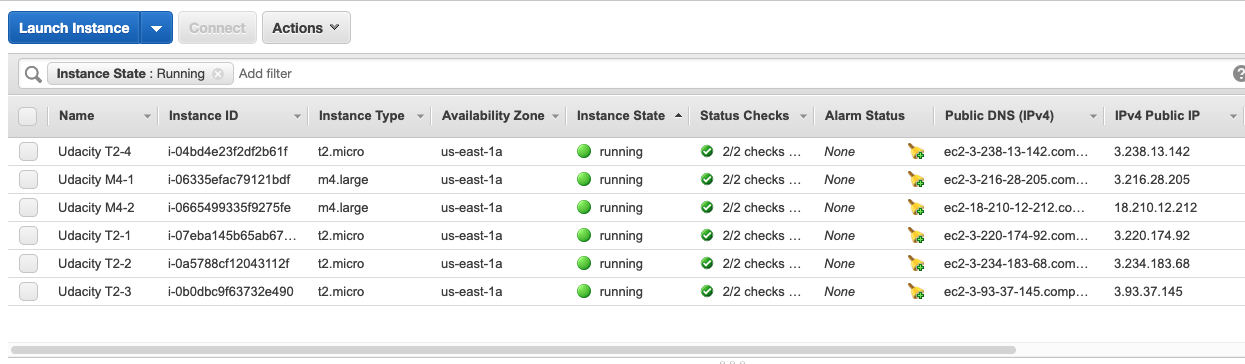 Launch Instance Connect Actions
Instance State : Running Add filter
Name Instance ID Instance Type Availability Zone Instance State Status Checks Alarm Status Public DNS (IPv4) IPv4 Public IP
Udacity T2-4 i-04bd4e23f2df2b61f t2.micro us-east-1a running 2/2 checks ... None ec2-3-238-13-142.com... 3.238.13.142
Udacity M4-1 i-06335efac79121bdf m4.large us-east-1a running 2/2 checks ... None ec2-3-216-28-205.com... 3.216.28.205
Udacity M4-2 i-0665499335f9275fe m4.large us-east-1a running 2/2 checks ... None ec2-18-210-12-212.co... 18.210.12.212
Udacity T2-1 i-07eba145b65ab67... t2.micro us-east-1a running 2/2 checks ... None ec2-3-220-174-92.com... 3.220.174.92
Udacity T2-2 i-0a5788cf12043112f t2.micro us-east-1a running 2/2 checks ... None ec2-3-234-183-68.com... 3.234.183.68
Udacity T2-3 i-0b0dbc9f63732e490 t2.micro us-east-1a running 2/2 checks ... None ec2-3-93-37-145.comp... 3.93.37.145